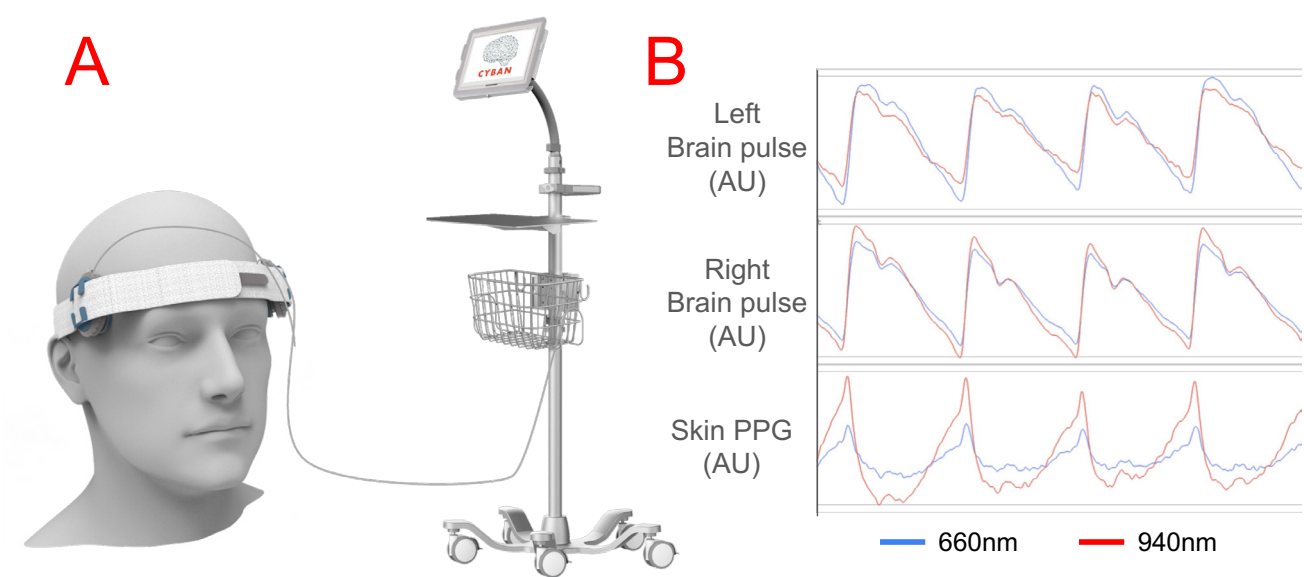 A
CYBAN
B
Left
Brain pulse
(AU)
Right
Brain pulse
(AU)
Skin PPG
(AU)
660nm
940nm